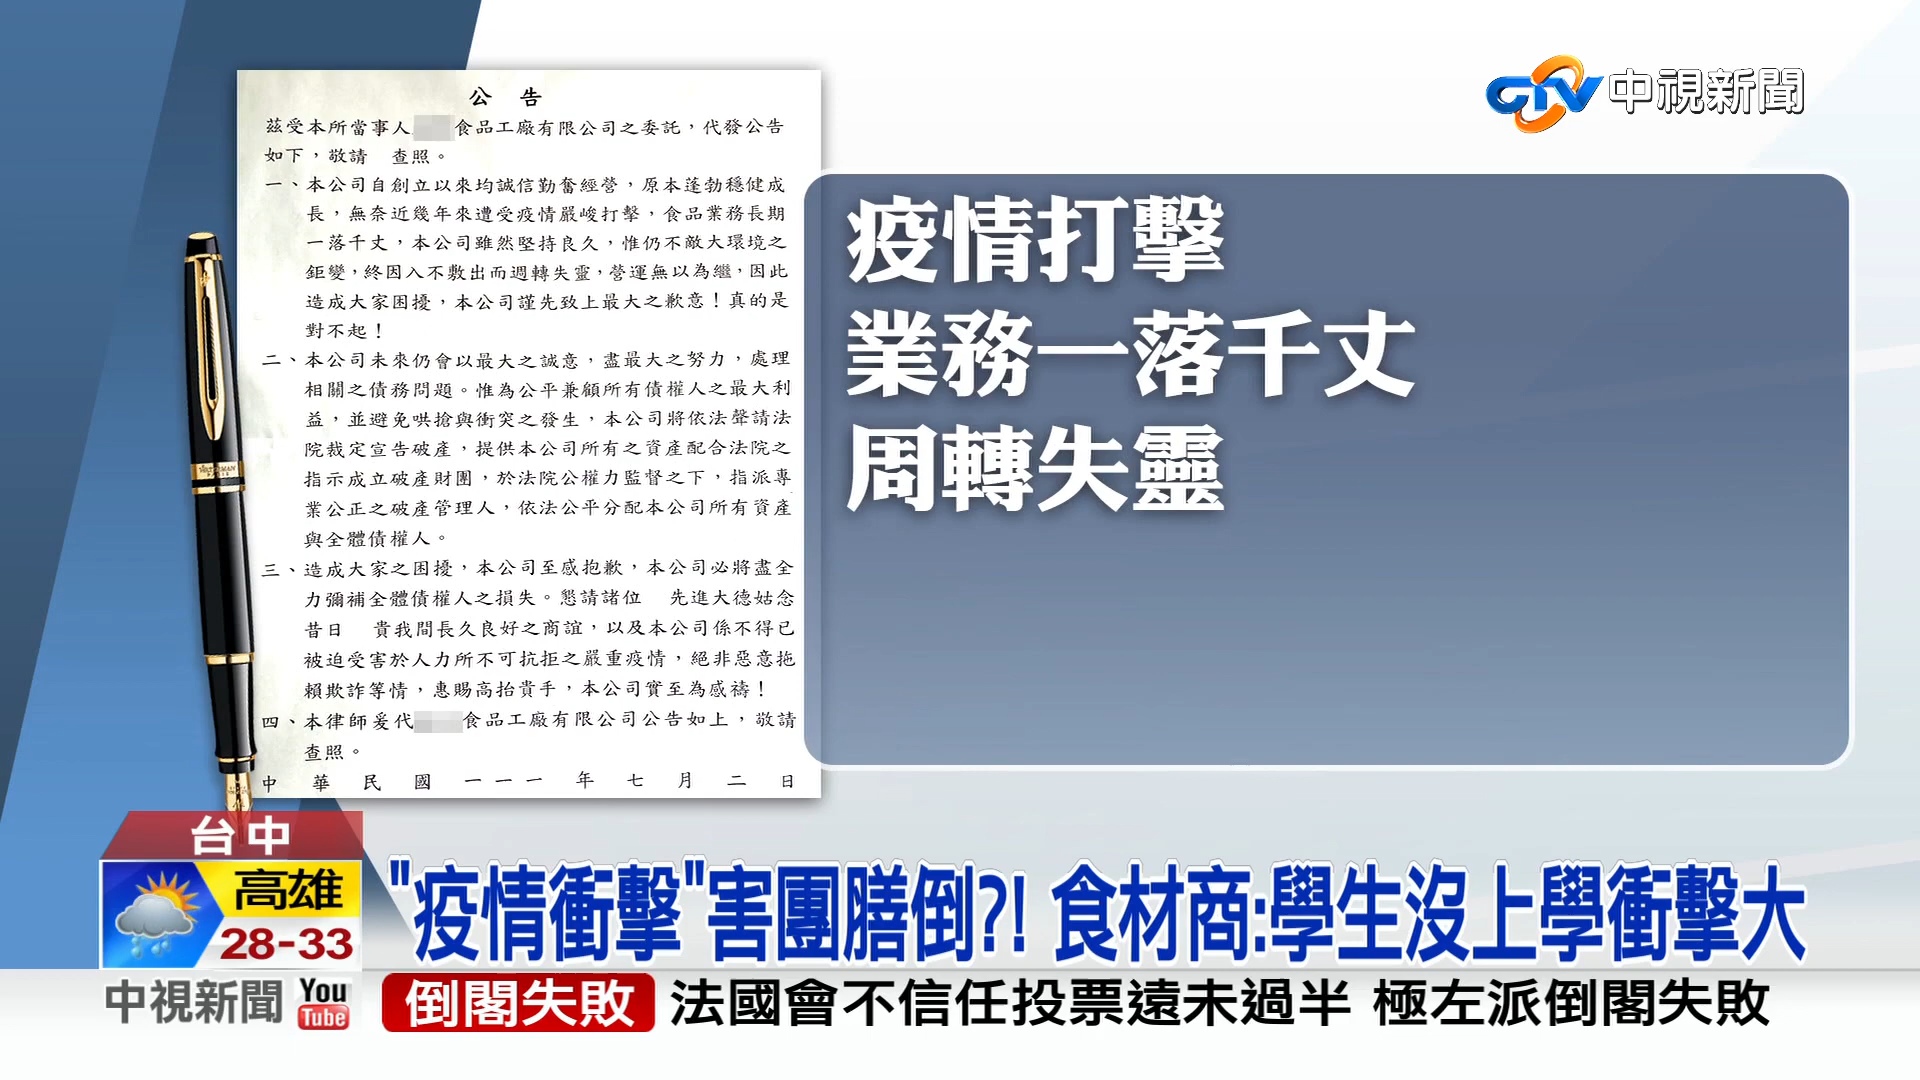 CTV中視新聞
公告
茲受本所當事人 食品工廠有限公司之委託，代發公告
如下，敬請 查照。
一、本公司自創立以來均誠信勤奮經營，原本蓬勃穩健成
長，無奈近幾年來遭受疫情嚴峻打擊，食品業務長期
一落千丈，本公司雖然堅持良久，惟仍不敵大環境之
鉅變，終因入不敷出而週轉失靈，營運無以為繼，因此
造成大家困擾，本公司謹先致上最大之歉意！真的是
對不起！
二、本公司未來仍會以最大之誠意，盡最大之努力，處理
相關之債務問題。惟為公平兼顧所有債權人之最大利
益，並避免哄搶與衝突之發生，本公司將依法聲請法
院裁定宣告破產，提供本公司所有之資產配合法院之
指示成立破產財團，於法院公權力監督之下，指派專
業公正之破產管理人，依法公平分配本公司所有資產
與全體債權人。
三、造成大家之困擾，本公司至感抱歉，本公司必將盡全
力彌補全體債權人之損失。懇請諸位 先進大德姑念
昔日 貴我間長久良好之商誼，以及本公司係不得已
被迫受害於人力所不可抗拒之嚴重疫情，絕非惡意拖
賴欺詐等情，惠賜高抬貴手，本公司實至為感禱！
四、本律師爰代 食品工廠有限公司公告如上，敬請
查照。
中華民國一一一年七月二日
疫情打擊
業務一落千丈
周轉失靈
台中
高雄
28-33
"疫情衝擊"害團膳倒?! 食材商:學生沒上學衝擊大
中視新聞 YouTube
倒閣失敗 法國會不信任投票遠未過半 極左派倒閣失敗